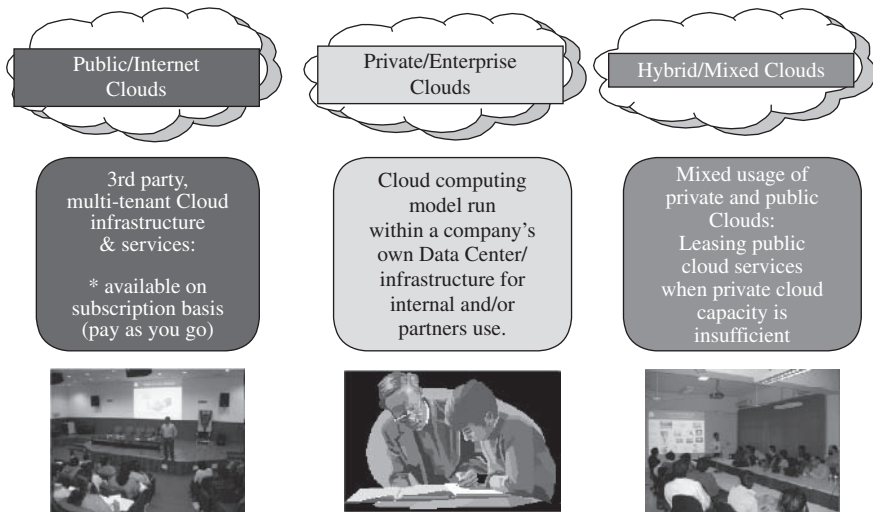 Public/Internet
Clouds
Private/Enterprise
Clouds
Hybrid/Mixed Clouds
3rd party,
multi-tenant Cloud
infrastructure
& services:
* available on
subscription basis
(pay as you go)
Cloud computing
model run
within a company's
own Data Center/
infrastructure for
internal and/or
partners use.
Mixed usage of
private and public
Clouds:
Leasing public
cloud services
when private cloud
capacity is
insufficient